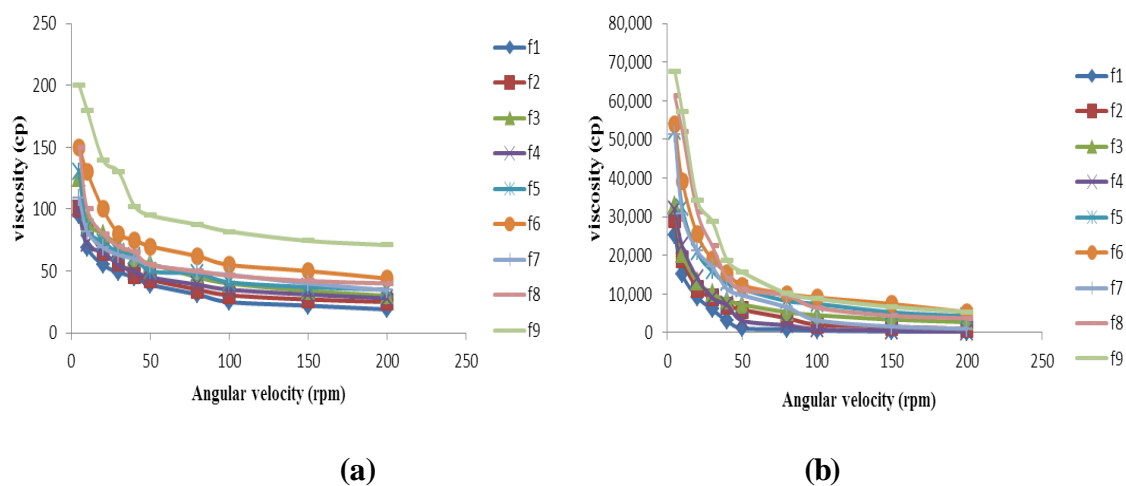 250
200
150
100
50
0
viscosity (cp)
0 50 100 150 200 250
Angular velocity (rpm)
f1
f2
f3
f4
f5
f6
f7
f8
f9
(a)
80,000
70,000
60,000
50,000
40,000
30,000
20,000
10,000
0
viscosity (cp)
0 50 100 150 200 250
Angular velocity (rpm)
f1
f2
f3
f4
f5
f6
f7
f8
f9
(b)